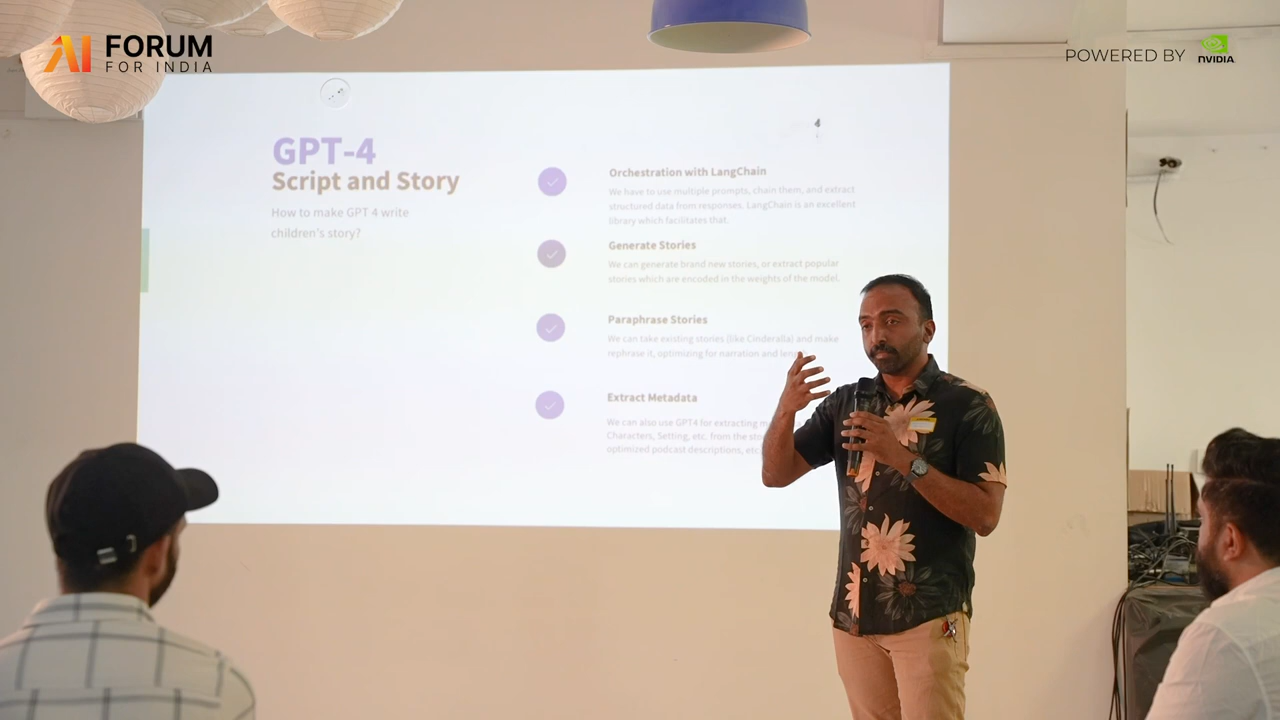 AI FORUM
FOR INDIA
POWERED BY NVIDIA
GPT-4
Script and Story
How to make GPT 4 write
children's story?
Orchestration with LangChain
We have to use multiple prompts, chain them, and extract
structured data from responses. LangChain is an excellent
library which facilitates that.
Generate Stories
We can generate brand new stories, or extract popular
stories which are encoded in the weights of the model.
Paraphrase Stories
We can take existing stories (like Cinderalla) and make
rephrase it, optimizing for narration and
Extract Metadata
We can also use GPT4 for extracting
Characters, Setting, etc. from the
optimized podcast descriptions, etc